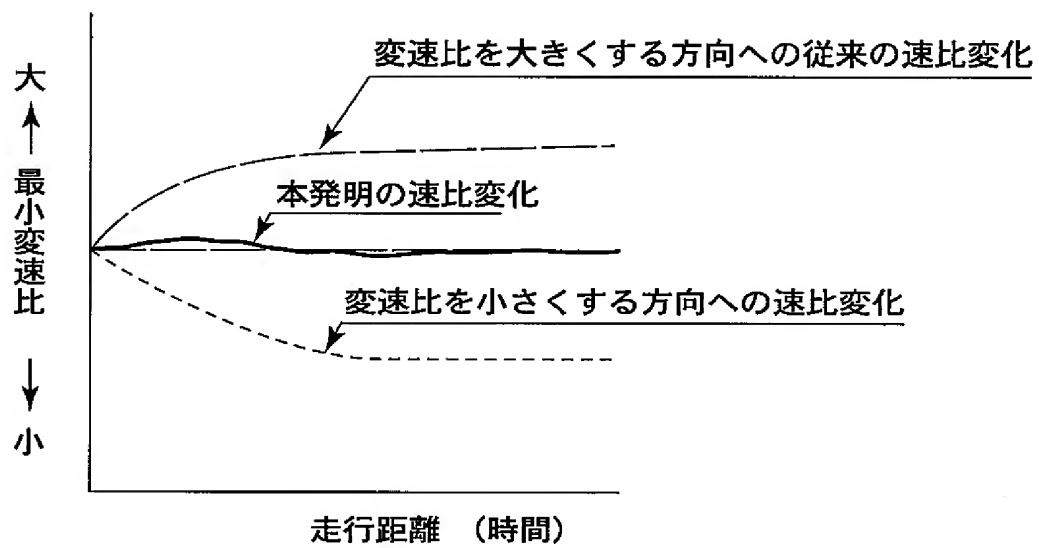 変速比を大きくする方向への従来の速比変化
大
最小変速比
小
本発明の速比変化
変速比を小さくする方向への速比変化
走行距離 (時間)